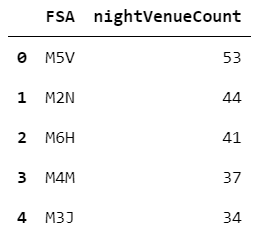 FSA nightVenueCount
0 M5V 53
1 M2N 44
2 M6H 41
3 M4M 37
4 M3J 34